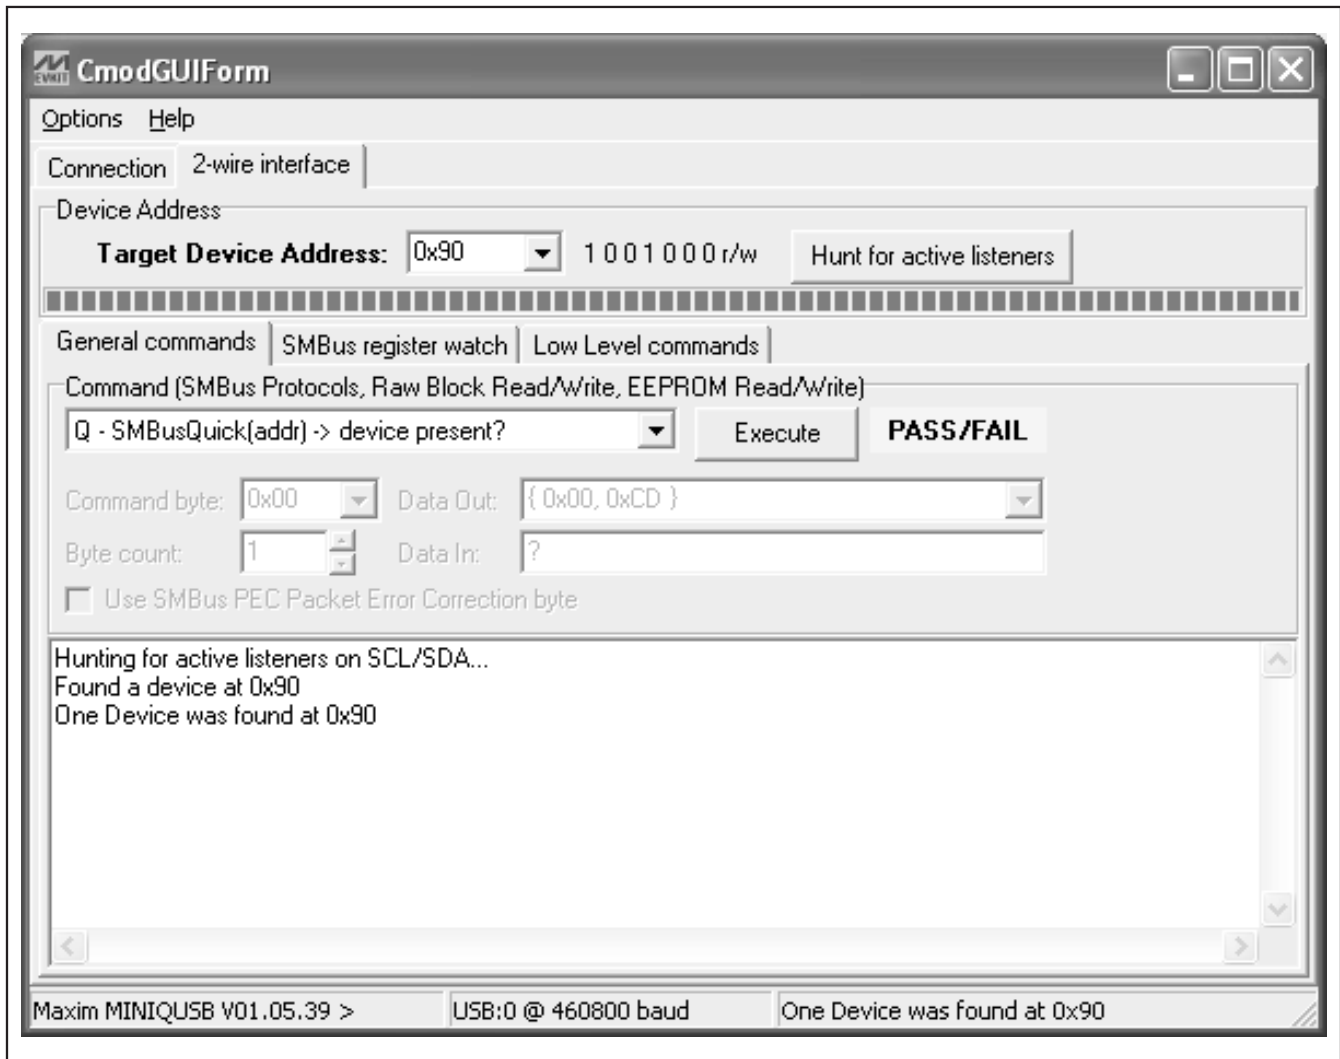 EVKIT CmodGUIForm
Options Help
Connection 2-wire interface
Device Address
Target Device Address: 0x90 1 0 0 1 0 0 0 r/w Hunt for active listeners
General commands SMBus register watch Low Level commands
Command (SMBus Protocols, Raw Block Read/Write, EEPROM Read/Write)
Q - SMBusQuick(addr) -> device present? Execute PASS/FAIL
Command byte: 0x00 Data Out: { 0x00, 0xCD }
Byte count: 1 Data In: ?
Use SMBus PEC Packet Error Correction byte
Hunting for active listeners on SCL/SDA...
Found a device at 0x90
One Device was found at 0x90
Maxim MINIQUSB V01.05.39 > USB:0 @ 460800 baud One Device was found at 0x90